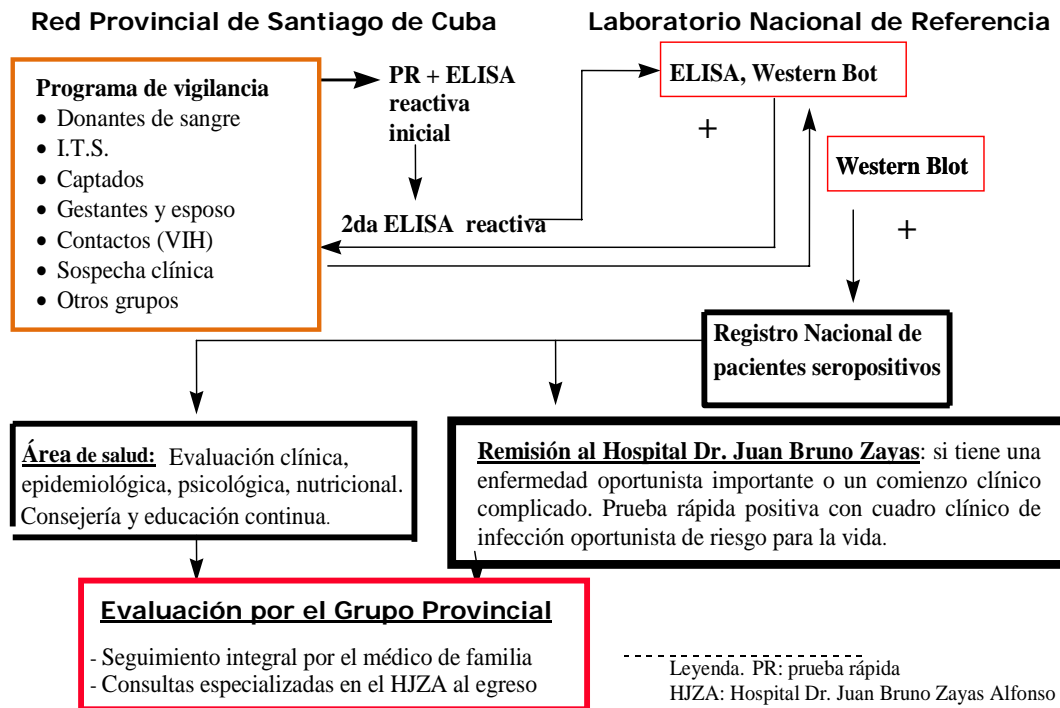 Red Provincial de Santiago de Cuba
Laboratorio Nacional de Referencia
Programa de vigilancia
• Donantes de sangre
• I.T.S.
• Captados
• Gestantes y esposo
• Contactos (VIH)
• Sospecha clínica
• Otros grupos
PR + ELISA
reactiva
inicial
2da ELISA reactiva
ELISA, Western Bot
+
Western Blot
+
Registro Nacional de
pacientes seropositivos
Área de salud: Evaluación clínica,
epidemiológica, psicológica, nutricional.
Consejería y educación continua.
Remisión al Hospital Dr. Juan Bruno Zayas: si tiene una
enfermedad oportunista importante o un comienzo clínico
complicado. Prueba rápida positiva con cuadro clínico de
infección oportunista de riesgo para la vida.
Evaluación por el Grupo Provincial
- Seguimiento integral por el médico de familia
- Consultas especializadas en el HJZA al egreso
Leyenda. PR: prueba rápida
HJZA: Hospital Dr. Juan Bruno Zayas Alfonso